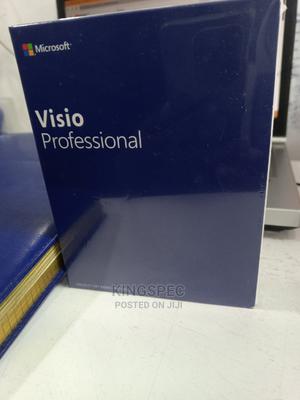 Microsoft
Visio
Professional
KINGSPEC
POSTED ON JIJI